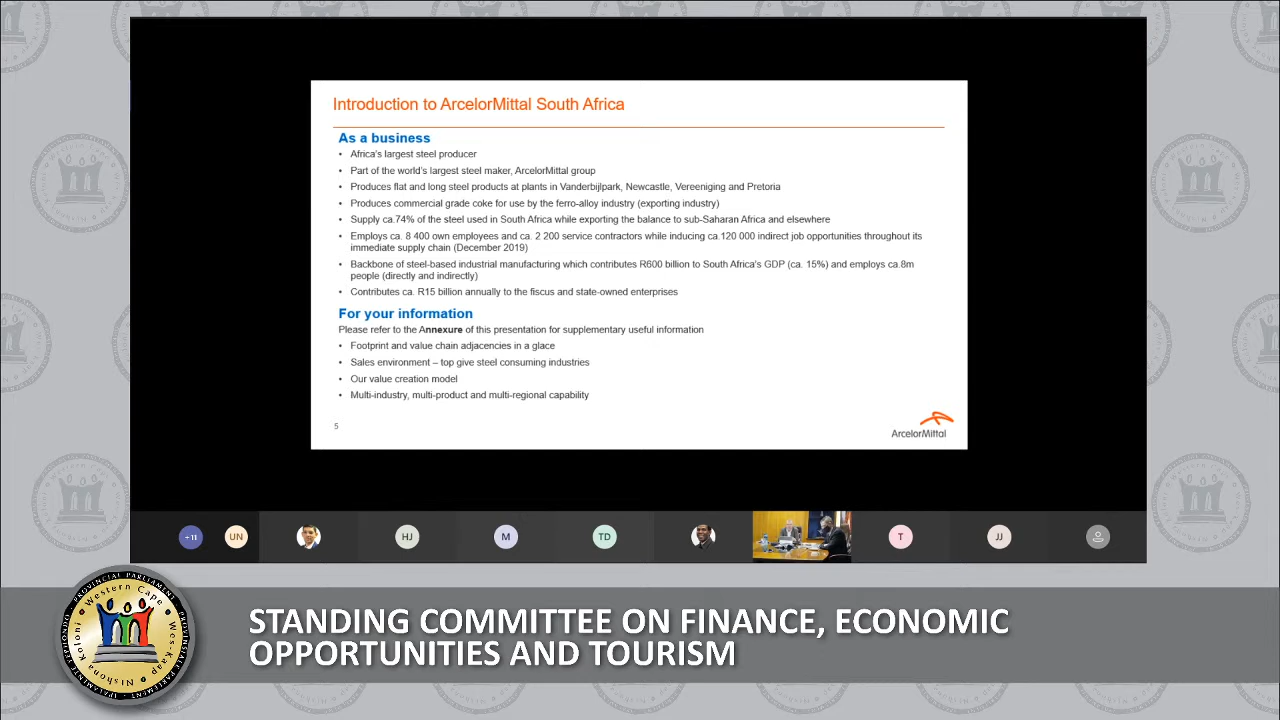 Introduction to ArcelorMittal South Africa
As a business
• Africa's largest steel producer
• Part of the world's largest steel maker, ArcelorMittal group
• Produces flat and long steel products at plants in Vanderbijlpark, Newcastle, Vereeniging and Pretoria
• Produces commercial grade coke for use by the ferro-alloy industry (exporting industry)
• Supply ca.74% of the steel used in South Africa while exporting the balance to sub-Saharan Africa and elsewhere
• Employs ca. 8 400 own employees and ca. 2 200 service contractors while inducing ca.120 000 indirect job opportunities throughout its
immediate supply chain (December 2019)
• Backbone of steel-based industrial manufacturing which contributes R600 billion to South Africa's GDP (ca. 15%) and employs ca.8m
people (directly and indirectly)
• Contributes ca. R15 billion annually to the fiscus and state-owned enterprises
For your information
Please refer to the Annexure of this presentation for supplementary useful information
• Footprint and value chain adjacencies in a glace
• Sales environment – top give steel consuming industries
• Our value creation model
• Multi-industry, multi-product and multi-regional capability
5
ArcelorMittal
+11 UN HJ M TD T JJ
PROVINCIAL PARLIAMENT
Western Cape
Wes-Kaap
Ntshona Koloni
STANDING COMMITTEE ON FINANCE, ECONOMIC
OPPORTUNITIES AND TOURISM